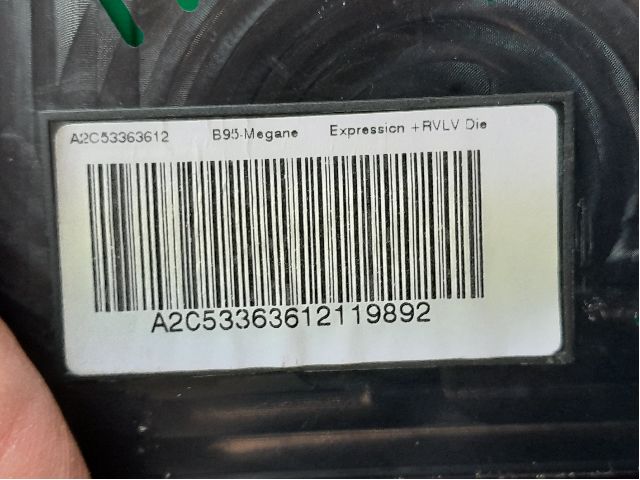 A2C53363612 B95-Megane Expression +RVLV Die
A2C53363612119892